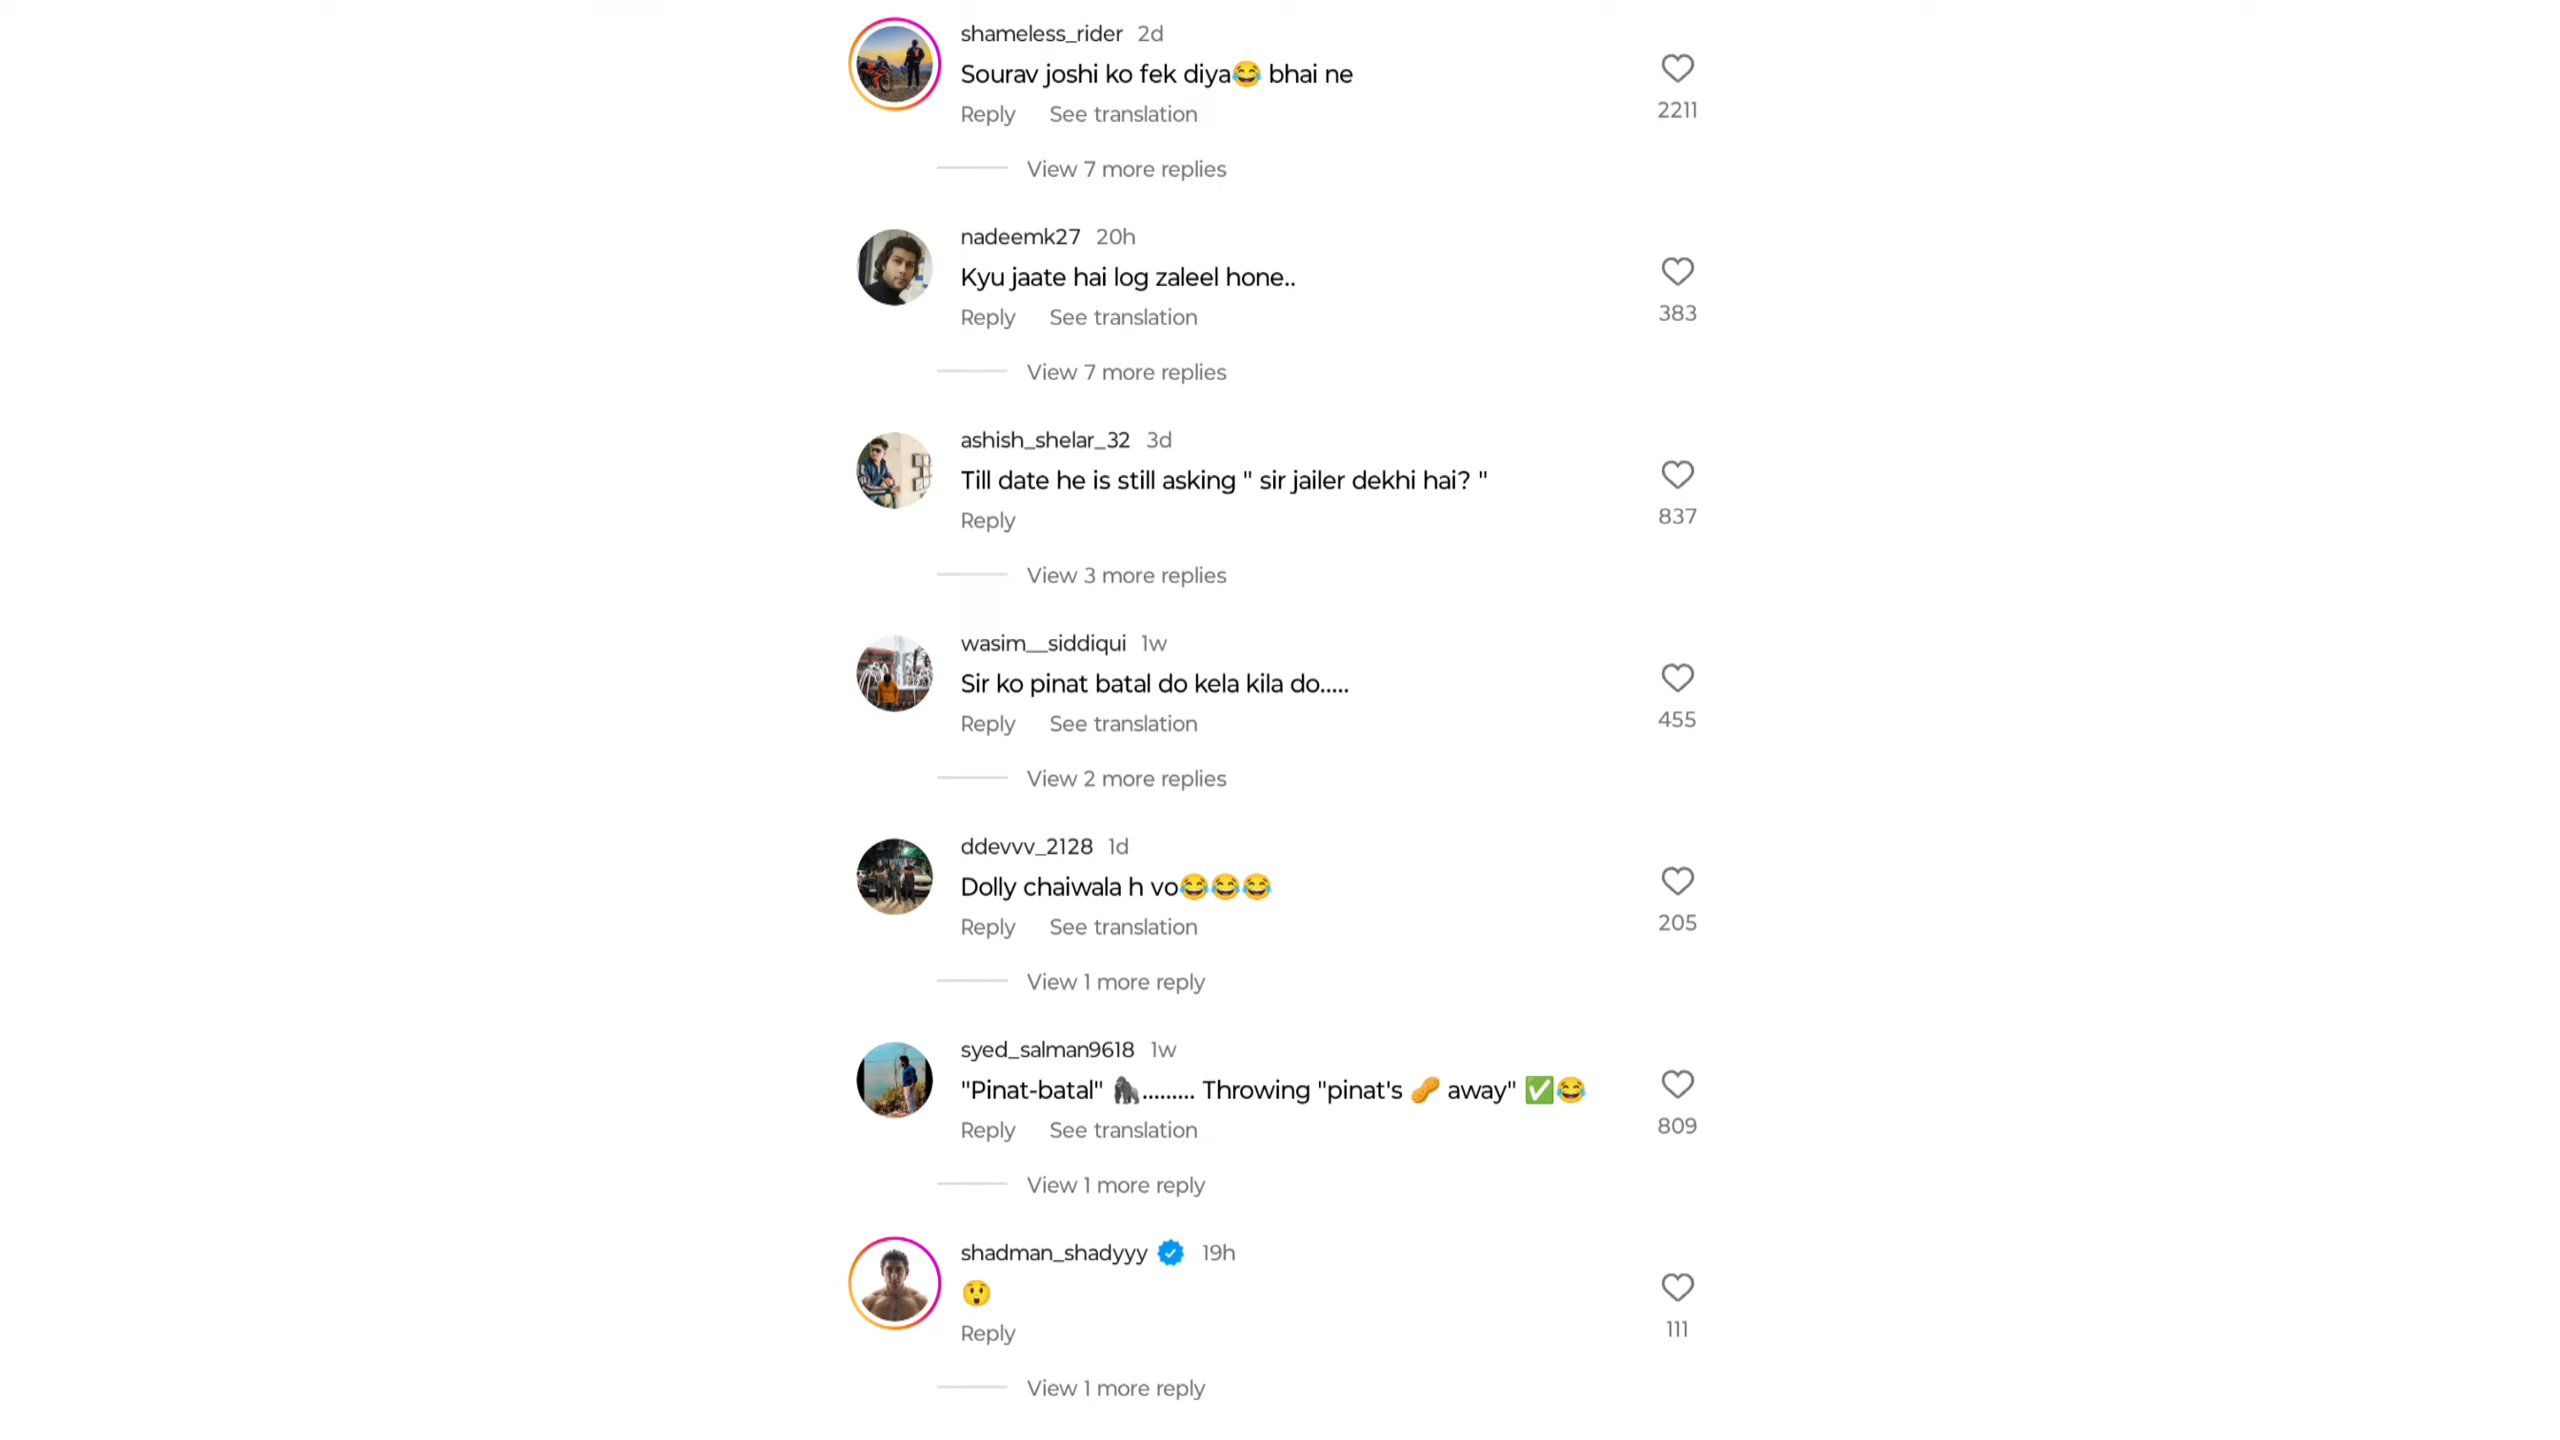 shameless_rider 2d
Sourav joshi ko fek diya😂 bhai ne
2211
Reply See translation
View 7 more replies
nadeemk27 20h
Kyu jaate hai log zaleel hone..
383
Reply See translation
View 7 more replies
ashish_shelar_32 3d
Till date he is still asking " sir jailer dekhi hai? "
837
Reply
View 3 more replies
wasim__siddiqui 1w
Sir ko pinat batal do kela kila do.....
455
Reply See translation
View 2 more replies
ddevvv_2128 1d
Dolly chaiwala h vo😂😂😂
205
Reply See translation
View 1 more reply
syed_salman9618 1w
"Pinat-batal" 🦍......... Throwing "pinat's 🥜 away" ✅😂
809
Reply See translation
View 1 more reply
shadman_shadyyy 19h
😲
111
Reply
View 1 more reply